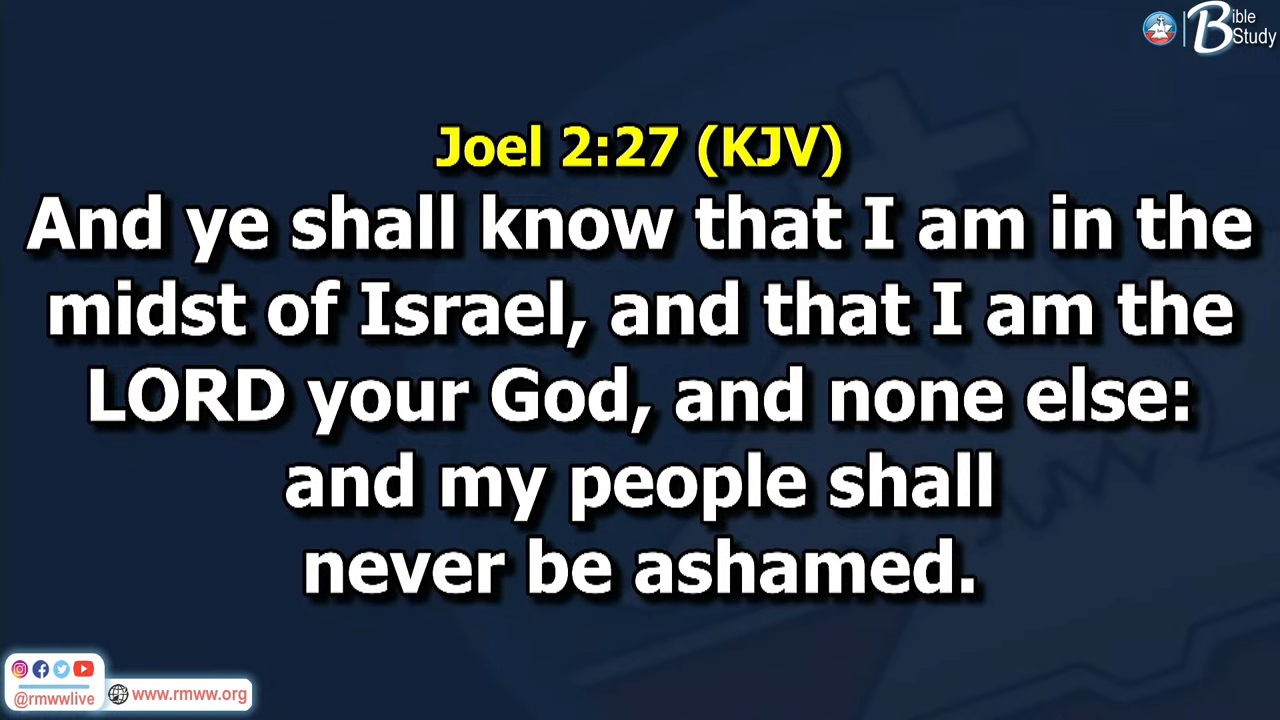 Bible
Study
Joel 2:27 (KJV)
And ye shall know that I am in the
midst of Israel, and that I am the
LORD your God, and none else:
and my people shall
never be ashamed.
@rmwwlive
www.rmww.org